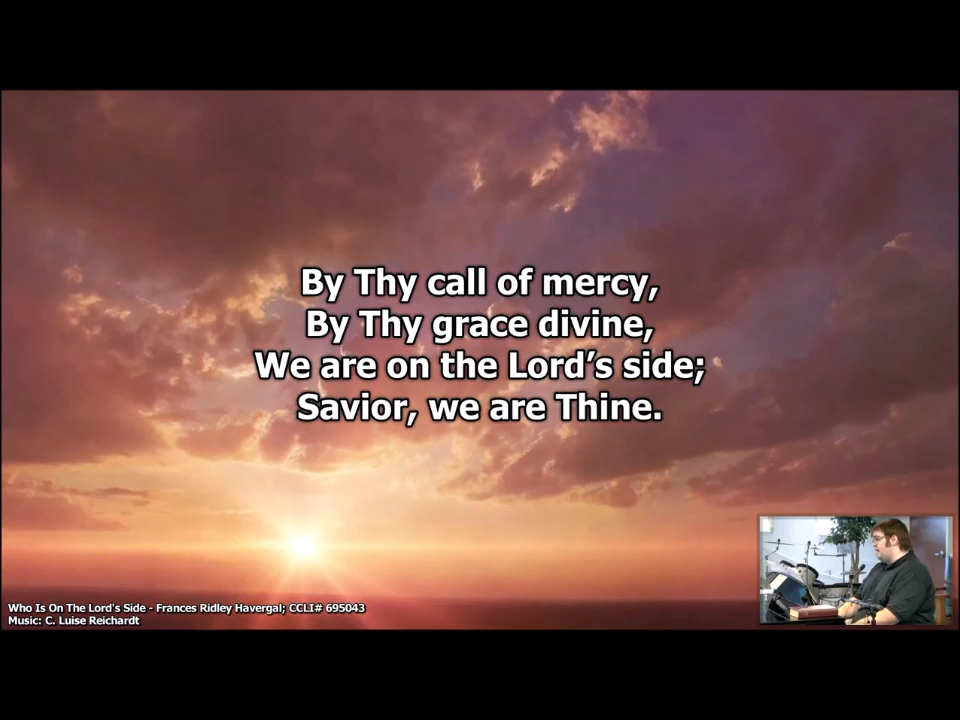 By Thy call of mercy,
By Thy grace divine,
We are on the Lord’s side;
Savior, we are Thine.
Who Is On The Lord's Side - Frances Ridley Havergal; CCLI# 695043
Music: C. Luise Reichardt